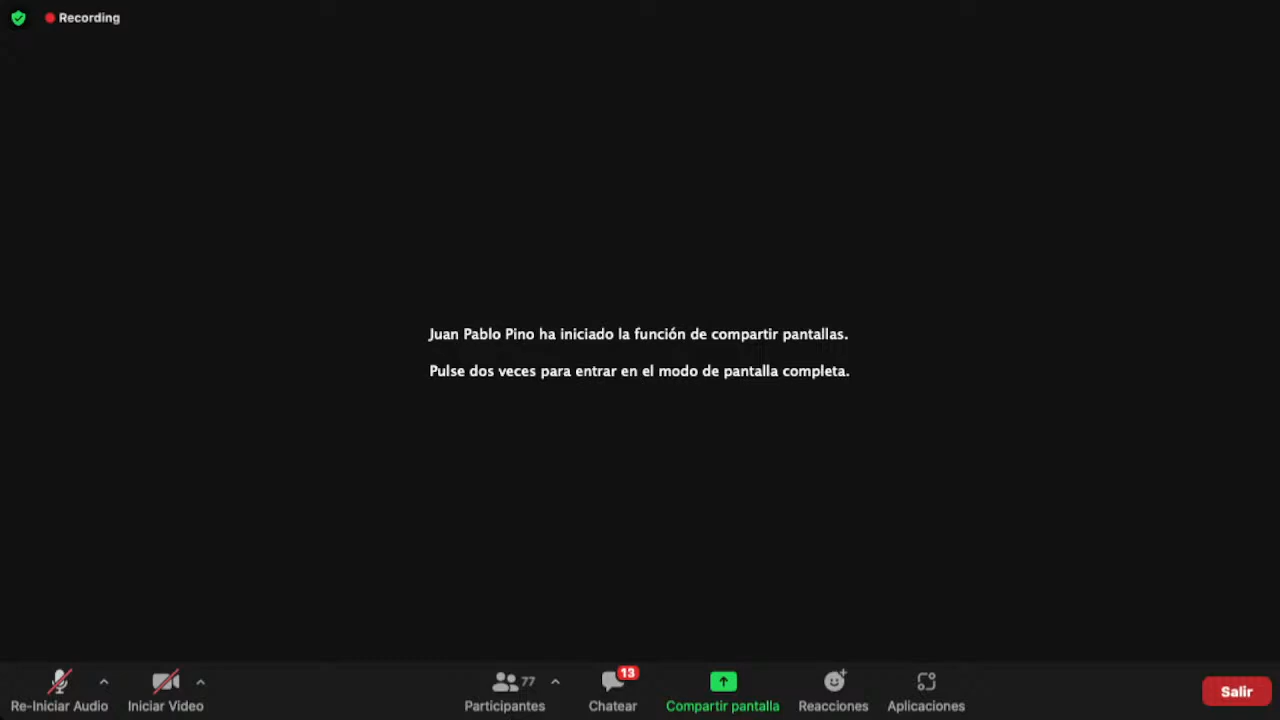 Recording
Juan Pablo Pino ha iniciado la función de compartir pantallas.
Pulse dos veces para entrar en el modo de pantalla completa.
77
13
Re-Iniciar Audio
Iniciar Video
Participantes
Chatear
Compartir pantalla
Reacciones
Aplicaciones
Salir